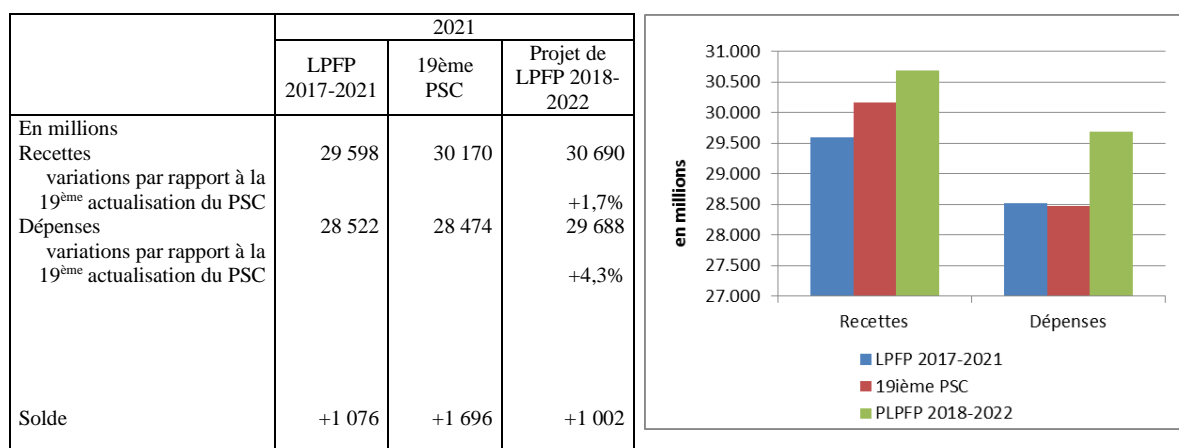 2021
LPFP 2017-2021 19ème PSC Projet de LPFP 2018-2022
En millions
Recettes 29 598 30 170 30 690
variations par rapport à la
19ème actualisation du PSC +1,7%
Dépenses 28 522 28 474 29 688
variations par rapport à la
19ème actualisation du PSC +4,3%
Solde +1 076 +1 696 +1 002
en millions
31.000
30.500
30.000
29.500
29.000
28.500
28.000
27.500
27.000
Recettes Dépenses
LPFP 2017-2021
19ième PSC
PLPFP 2018-2022